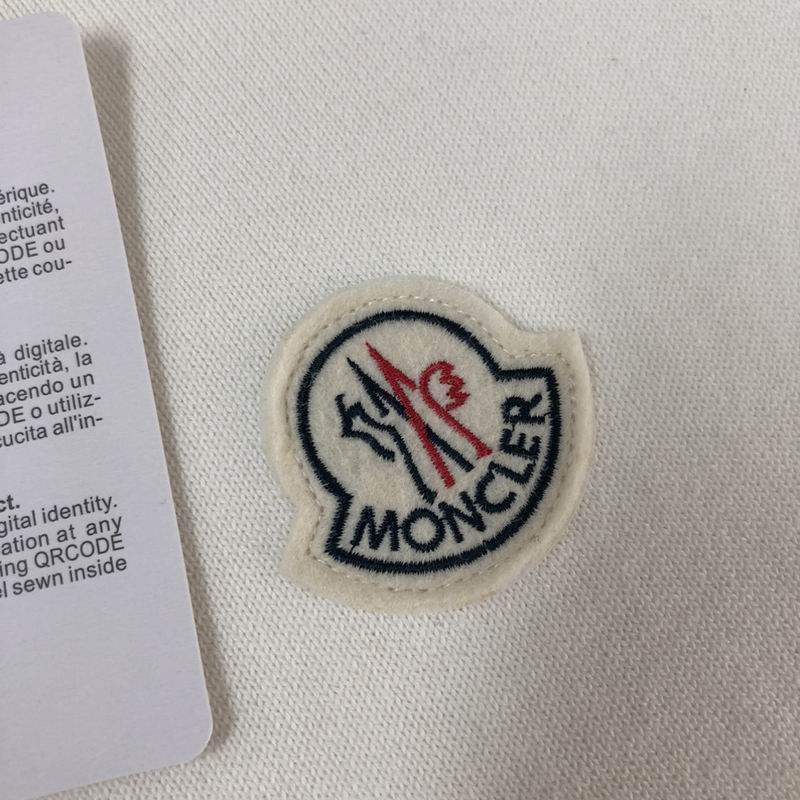 érique.
nticité,
ectuant
ODE ou
ette cou-
à digitale.
enticità, la
acendo un
DE o utiliz-
cucita all'in-
ct.
gital identity.
ation at any
ing QRCODE
el sewn inside
MONCLER